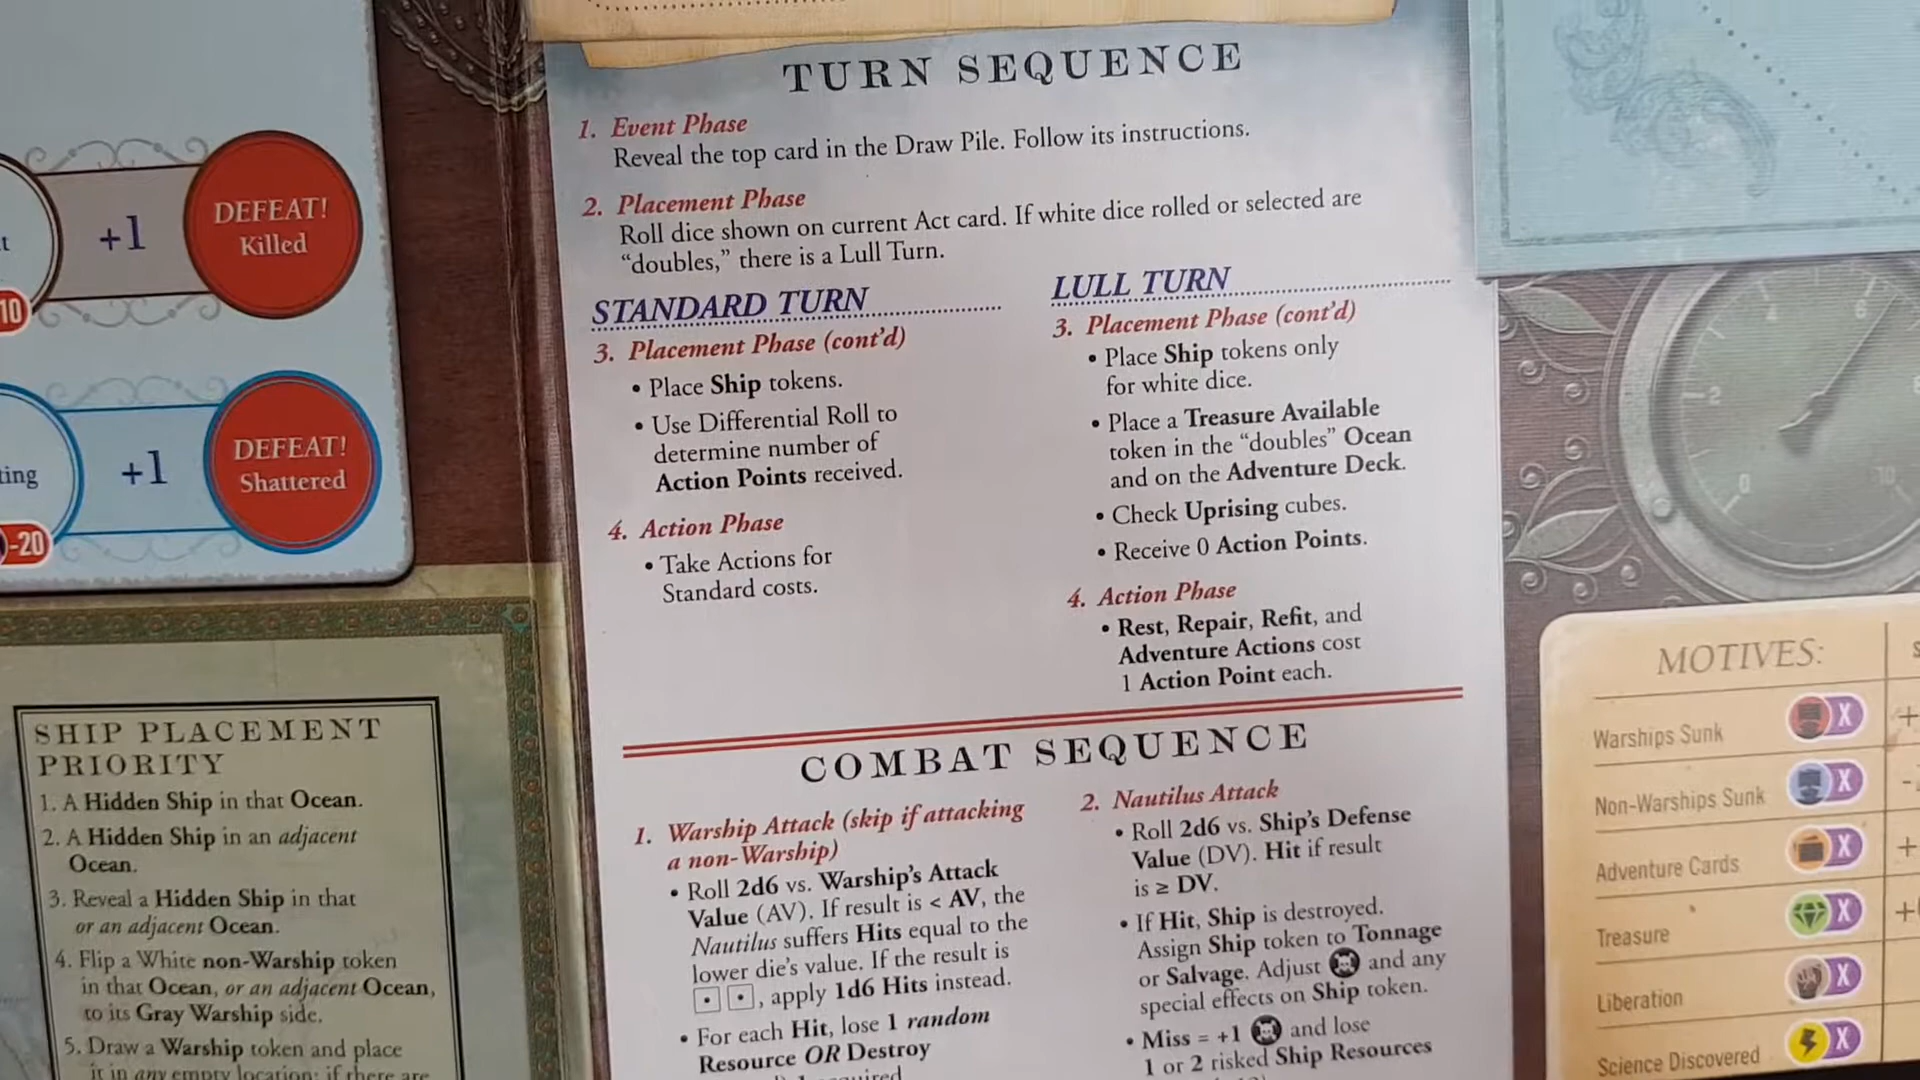 t
+1
DEFEAT!
Killed
10
ting
+1
DEFEAT!
Shattered
-20
SHIP PLACEMENT
PRIORITY
1. A Hidden Ship in that Ocean.
2. A Hidden Ship in an adjacent
Ocean.
3. Reveal a Hidden Ship in that
or an adjacent Ocean.
4. Flip a White non-Warship token
in that Ocean, or an adjacent Ocean,
to its Gray Warship side.
5. Draw a Warship token and place
it in any empty location; if there are
TURN SEQUENCE
1. Event Phase
Reveal the top card in the Draw Pile. Follow its instructions.
2. Placement Phase
Roll dice shown on current Act card. If white dice rolled or selected are
“doubles,” there is a Lull Turn.
STANDARD TURN
3. Placement Phase (cont’d)
• Place Ship tokens.
• Use Differential Roll to
determine number of
Action Points received.
4. Action Phase
• Take Actions for
Standard costs.
LULL TURN
3. Placement Phase (cont’d)
• Place Ship tokens only
for white dice.
• Place a Treasure Available
token in the “doubles” Ocean
and on the Adventure Deck.
• Check Uprising cubes.
• Receive 0 Action Points.
4. Action Phase
• Rest, Repair, Refit, and
Adventure Actions cost
1 Action Point each.
COMBAT SEQUENCE
1. Warship Attack (skip if attacking
a non-Warship)
• Roll 2d6 vs. Warship’s Attack
Value (AV). If result is < AV, the
Nautilus suffers Hits equal to the
lower die’s value. If the result is
, apply 1d6 Hits instead.
• For each Hit, lose 1 random
Resource OR Destroy
2. Nautilus Attack
• Roll 2d6 vs. Ship’s Defense
Value (DV). Hit if result
is ≥ DV.
• If Hit, Ship is destroyed.
Assign Ship token to Tonnage
or Salvage. Adjust and any
special effects on Ship token.
• Miss = +1 and lose
1 or 2 risked Ship Resources
4
6
2
0
10
MOTIVES:
Warships Sunk X +
Non-Warships Sunk X -
Adventure Cards X +
Treasure X +
Liberation X
Science Discovered X